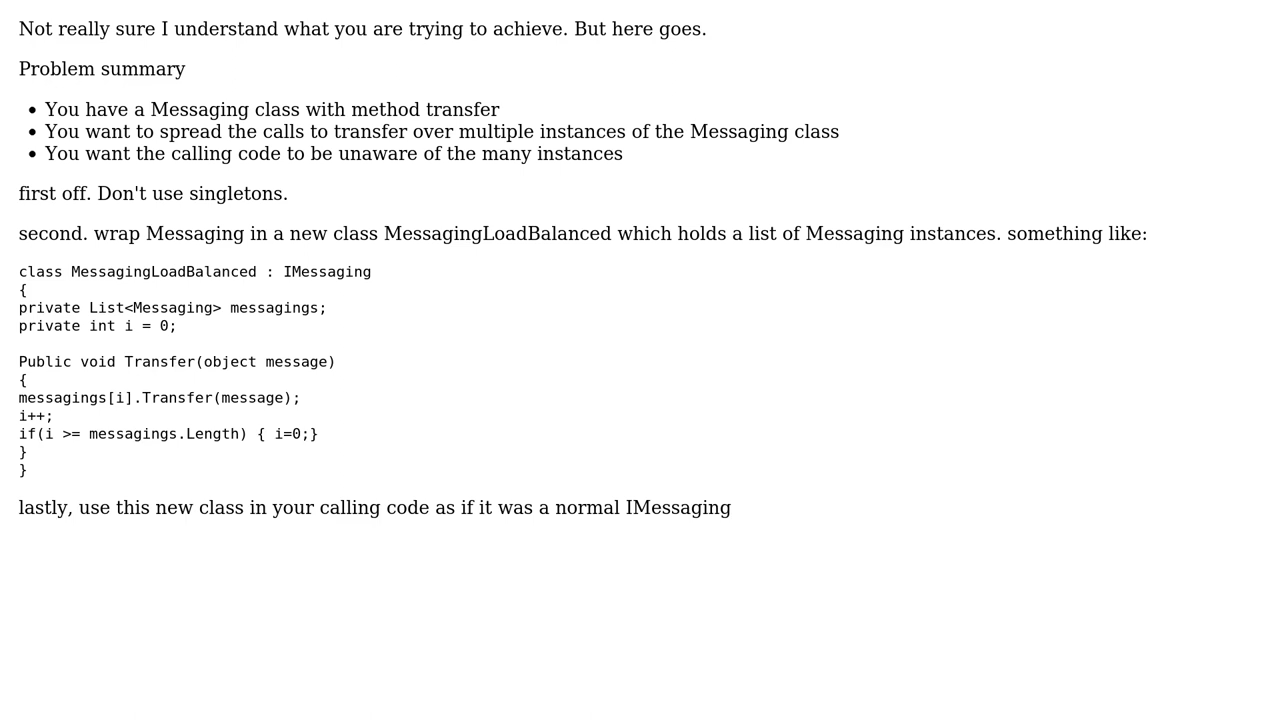 Not really sure I understand what you are trying to achieve. But here goes.
Problem summary
• You have a Messaging class with method transfer
• You want to spread the calls to transfer over multiple instances of the Messaging class
• You want the calling code to be unaware of the many instances
first off. Don't use singletons.
second. wrap Messaging in a new class MessagingLoadBalanced which holds a list of Messaging instances. something like:
class MessagingLoadBalanced : IMessaging
{
private List<Messaging> messagings;
private int i = 0;

Public void Transfer(object message)
{
messagings[i].Transfer(message);
i++;
if(i >= messagings.Length) { i=0;}
}
}
lastly, use this new class in your calling code as if it was a normal IMessaging